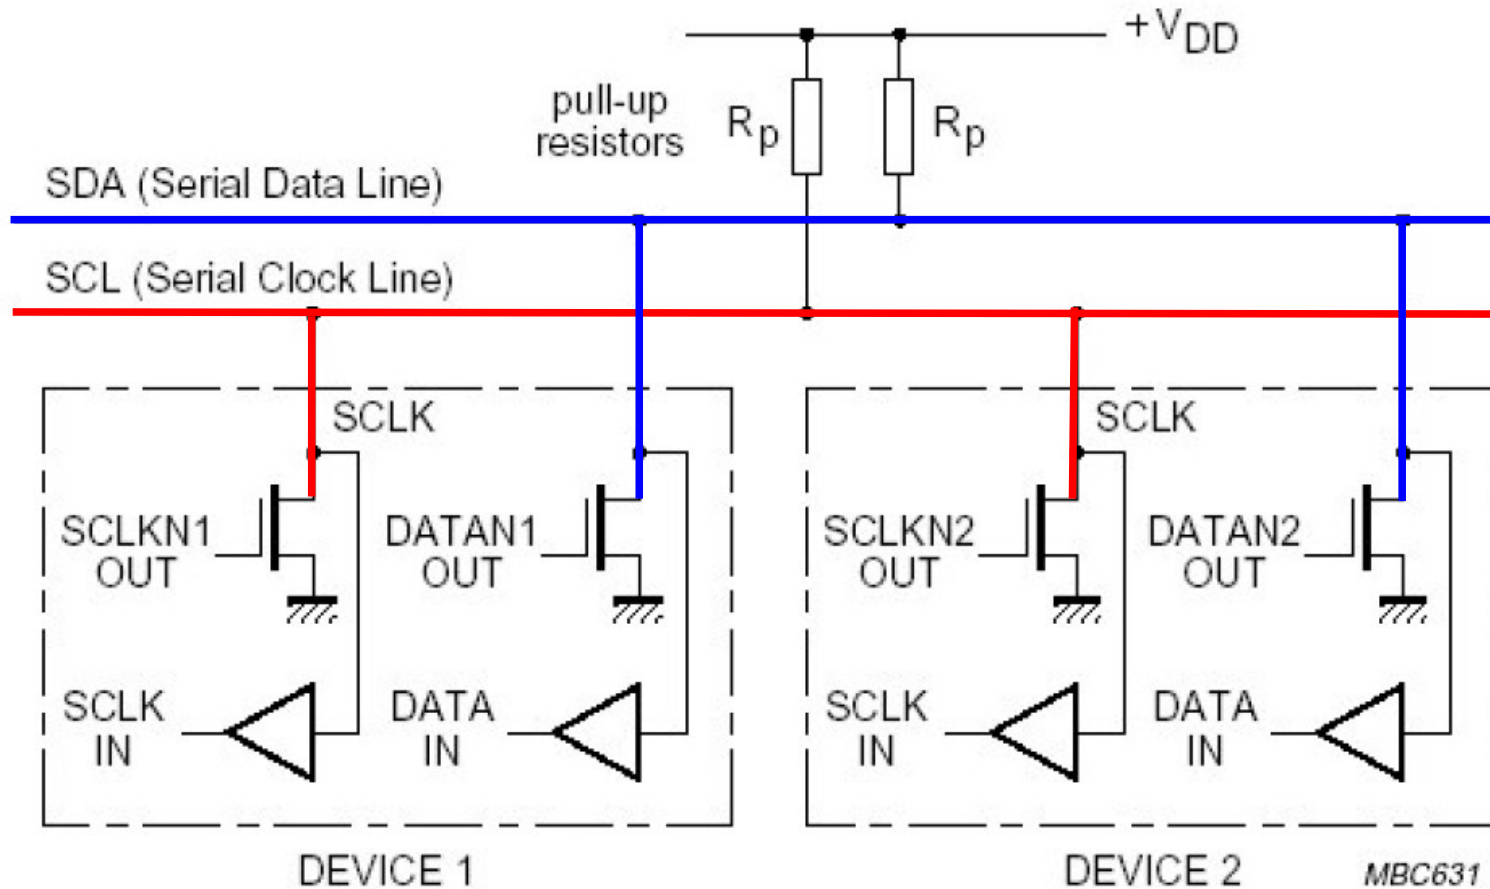 +VDD
pull-up
resistors
Rp
Rp
SDA (Serial Data Line)
SCL (Serial Clock Line)
SCLK
SCLK
SCLKN1
OUT
DATAN1
OUT
SCLKN2
OUT
DATAN2
OUT
SCLK
IN
DATA
IN
SCLK
IN
DATA
IN
DEVICE 1
DEVICE 2
MBC631